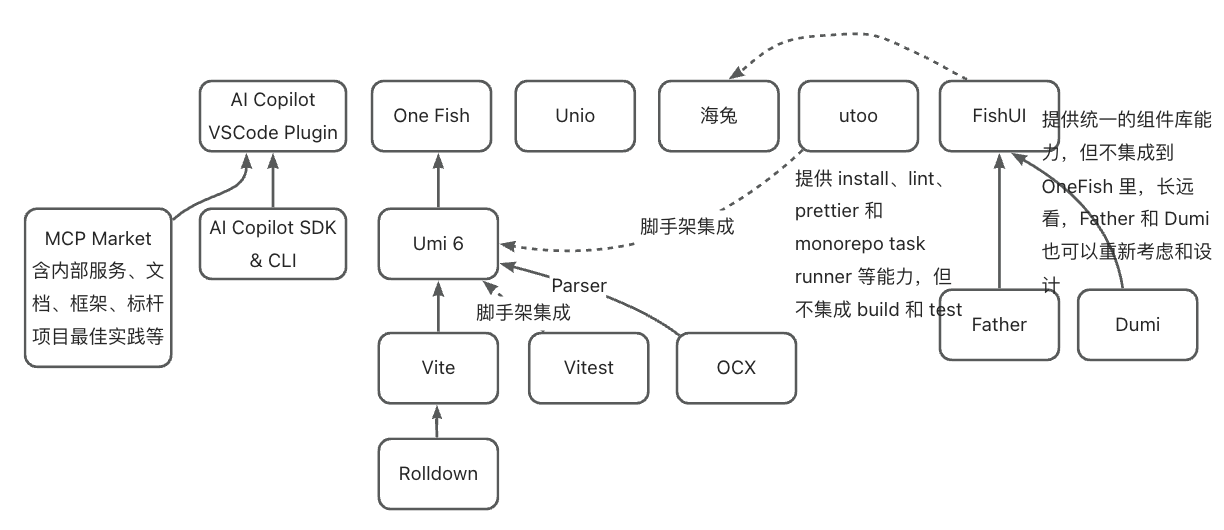 AI Copilot
VSCode Plugin
One Fish
Unio
海兔
utoo
FishUI
提供统一的组件库能
力，但不集成到
OneFish 里，长远
看，Father 和 Dumi
也可以重新考虑和设
计
提供 install、lint、
prettier 和
monorepo task
runner 等能力，但
不集成 build 和 test
MCP Market
含内部服务、文
档、框架、标杆
项目最佳实践等
AI Copilot SDK
& CLI
Umi 6
脚手架集成
Parser
脚手架集成
Vite
Vitest
OCX
Father
Dumi
Rolldown